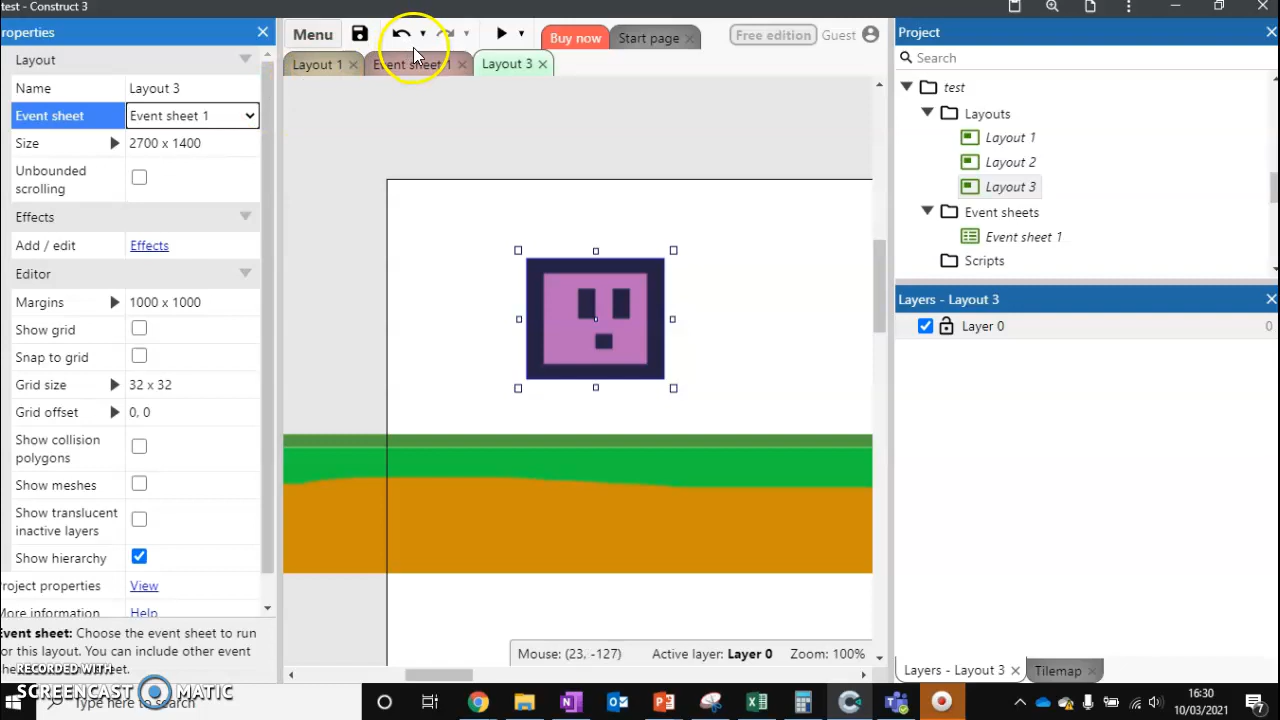 test - Construct 3
roperties
Menu
Buy now
Start page
Free edition
Guest
Project
Layout 1
Event sheet 1
Layout 3
Search
Layout
Name
Layout 3
Event sheet
Event sheet 1
Size
2700 x 1400
Unbounded
scrolling
Effects
Add / edit
Effects
Editor
Margins
1000 x 1000
Show grid
Snap to grid
Grid size
32 x 32
Grid offset
0, 0
Show collision
polygons
Show meshes
Show translucent
inactive layers
Show hierarchy
roject properties
View
More information
Help
Event sheet: Choose the event sheet to run
or this layout. You can include other event
sheet.
RECORDED WITH
SCREENCAST MATIC
test
Layouts
Layout 1
Layout 2
Layout 3
Event sheets
Event sheet 1
Scripts
Layers - Layout 3
Layer 0
0
Mouse: (23, -127)
Active layer: Layer 0
Zoom: 100%
Layers - Layout 3
Tilemap
Type here to search
16:30
10/03/2021